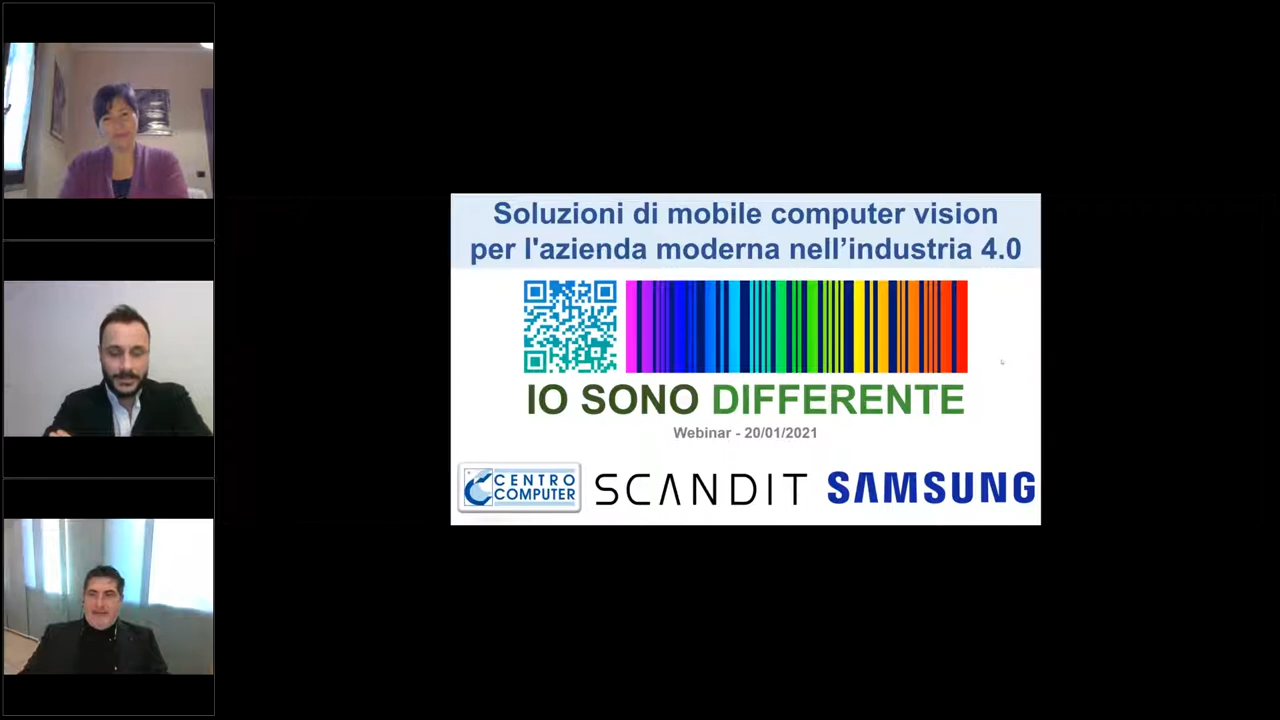 Soluzioni di mobile computer vision
per l'azienda moderna nell’industria 4.0
IO SONO DIFFERENTE
Webinar - 20/01/2021
CENTRO
COMPUTER
SCANDIT
SAMSUNG